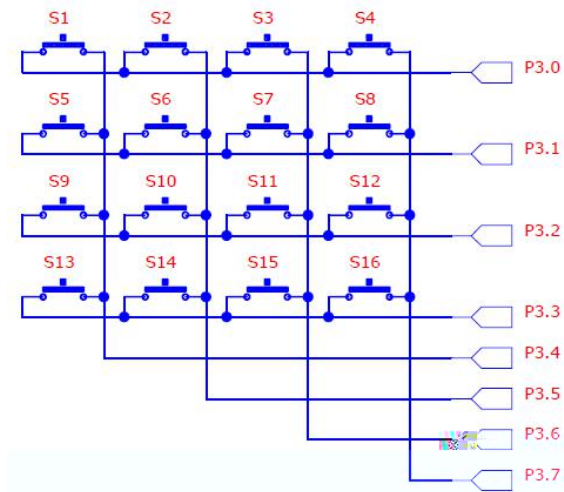 S1 S2 S3 S4
P3.0
S5 S6 S7 S8
P3.1
S9 S10 S11 S12
P3.2
S13 S14 S15 S16
P3.3
P3.4
P3.5
P3.6
P3.7